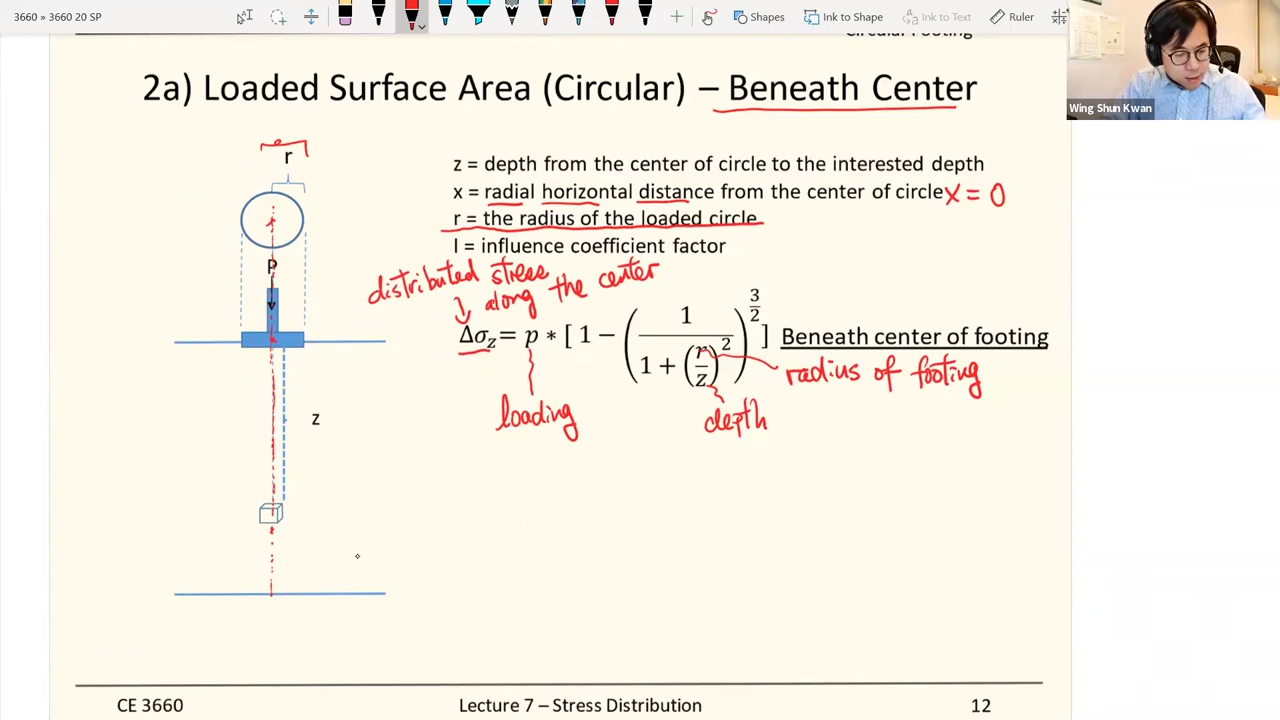 3660 » 3660 20 SP
Shapes
Ink to Shape
Ink to Text
Ruler
Circular Footing
Wing Shun Kwan
2a) Loaded Surface Area (Circular) – Beneath Center
r
z = depth from the center of circle to the interested depth
x = radial horizontal distance from the center of circle x = 0
r = the radius of the loaded circle
I = influence coefficient factor
P
distributed stress
along the center
Δσz= p ∗ [ 1 − (1 / (1 + (r/z)^2))^(3/2) ] Beneath center of footing
radius of footing
loading
depth
z
CE 3660
Lecture 7 – Stress Distribution
12